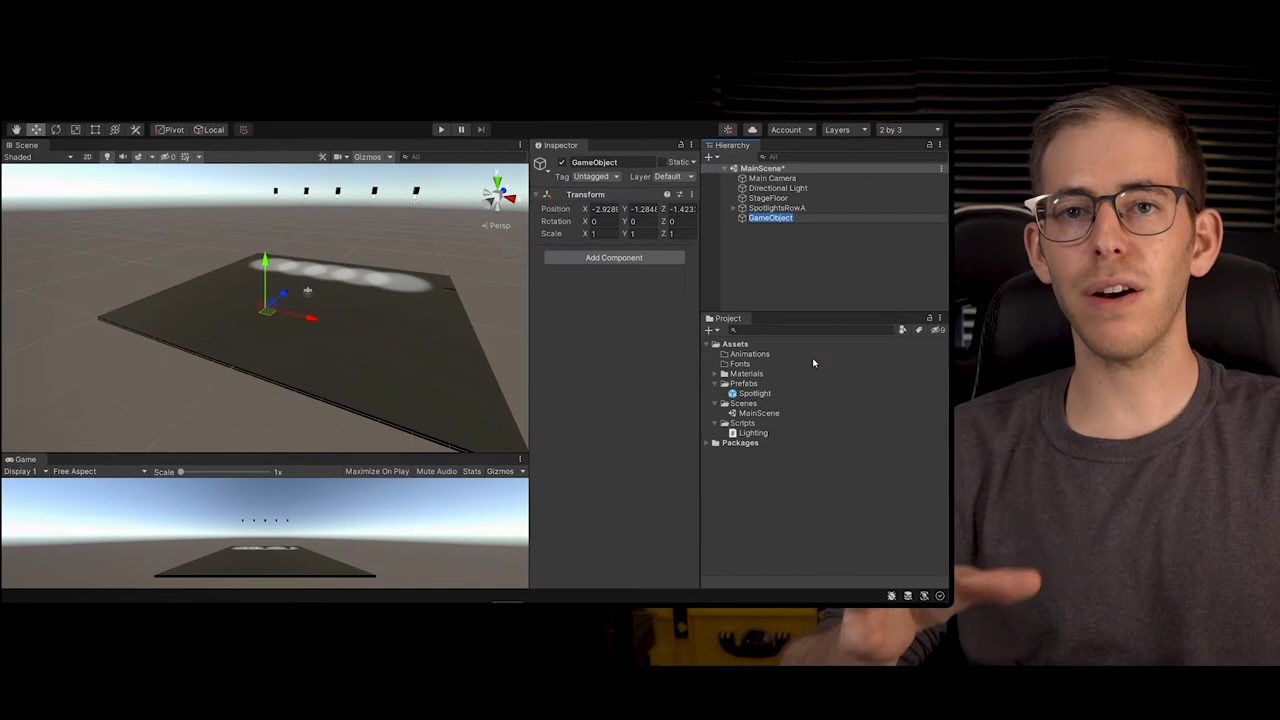 Pivot
Local
Account
Layers
2 by 3
Scene
Shaded
2D
0
Gizmos
All
Persp
Game
Display 1
Free Aspect
Scale
1x
Maximize On Play
Mute Audio
Stats
Gizmos
Inspector
GameObject
Static
Tag
Untagged
Layer
Default
Transform
Position
X
Y
Z
Rotation
X 0
Y 0
Z 0
Scale
X 1
Y 1
Z 1
Add Component
Hierarchy
All
MainScene*
Main Camera
Directional Light
StageFloor
SpotlightsRowA
GameObject
Project
9
Assets
Animations
Fonts
Materials
Prefabs
Spotlight
Scenes
MainScene
Scripts
Lighting
Packages